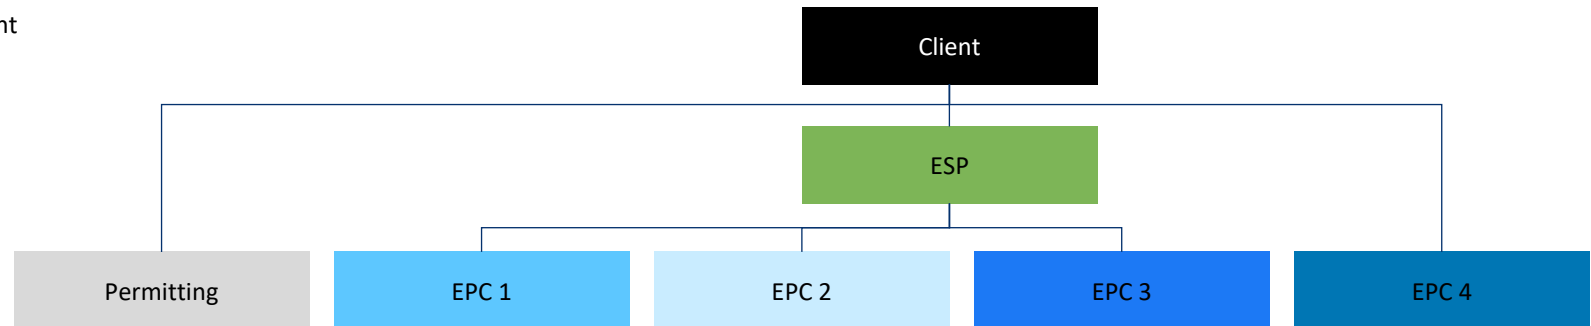 Client
ESP
Permitting
EPC 1
EPC 2
EPC 3
EPC 4